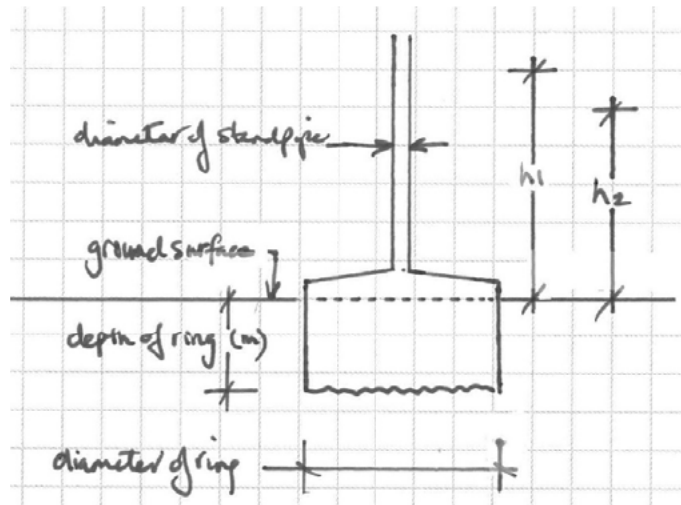 diameter of standpipe
h1
h2
ground surface
depth of ring (m)
diameter of ring